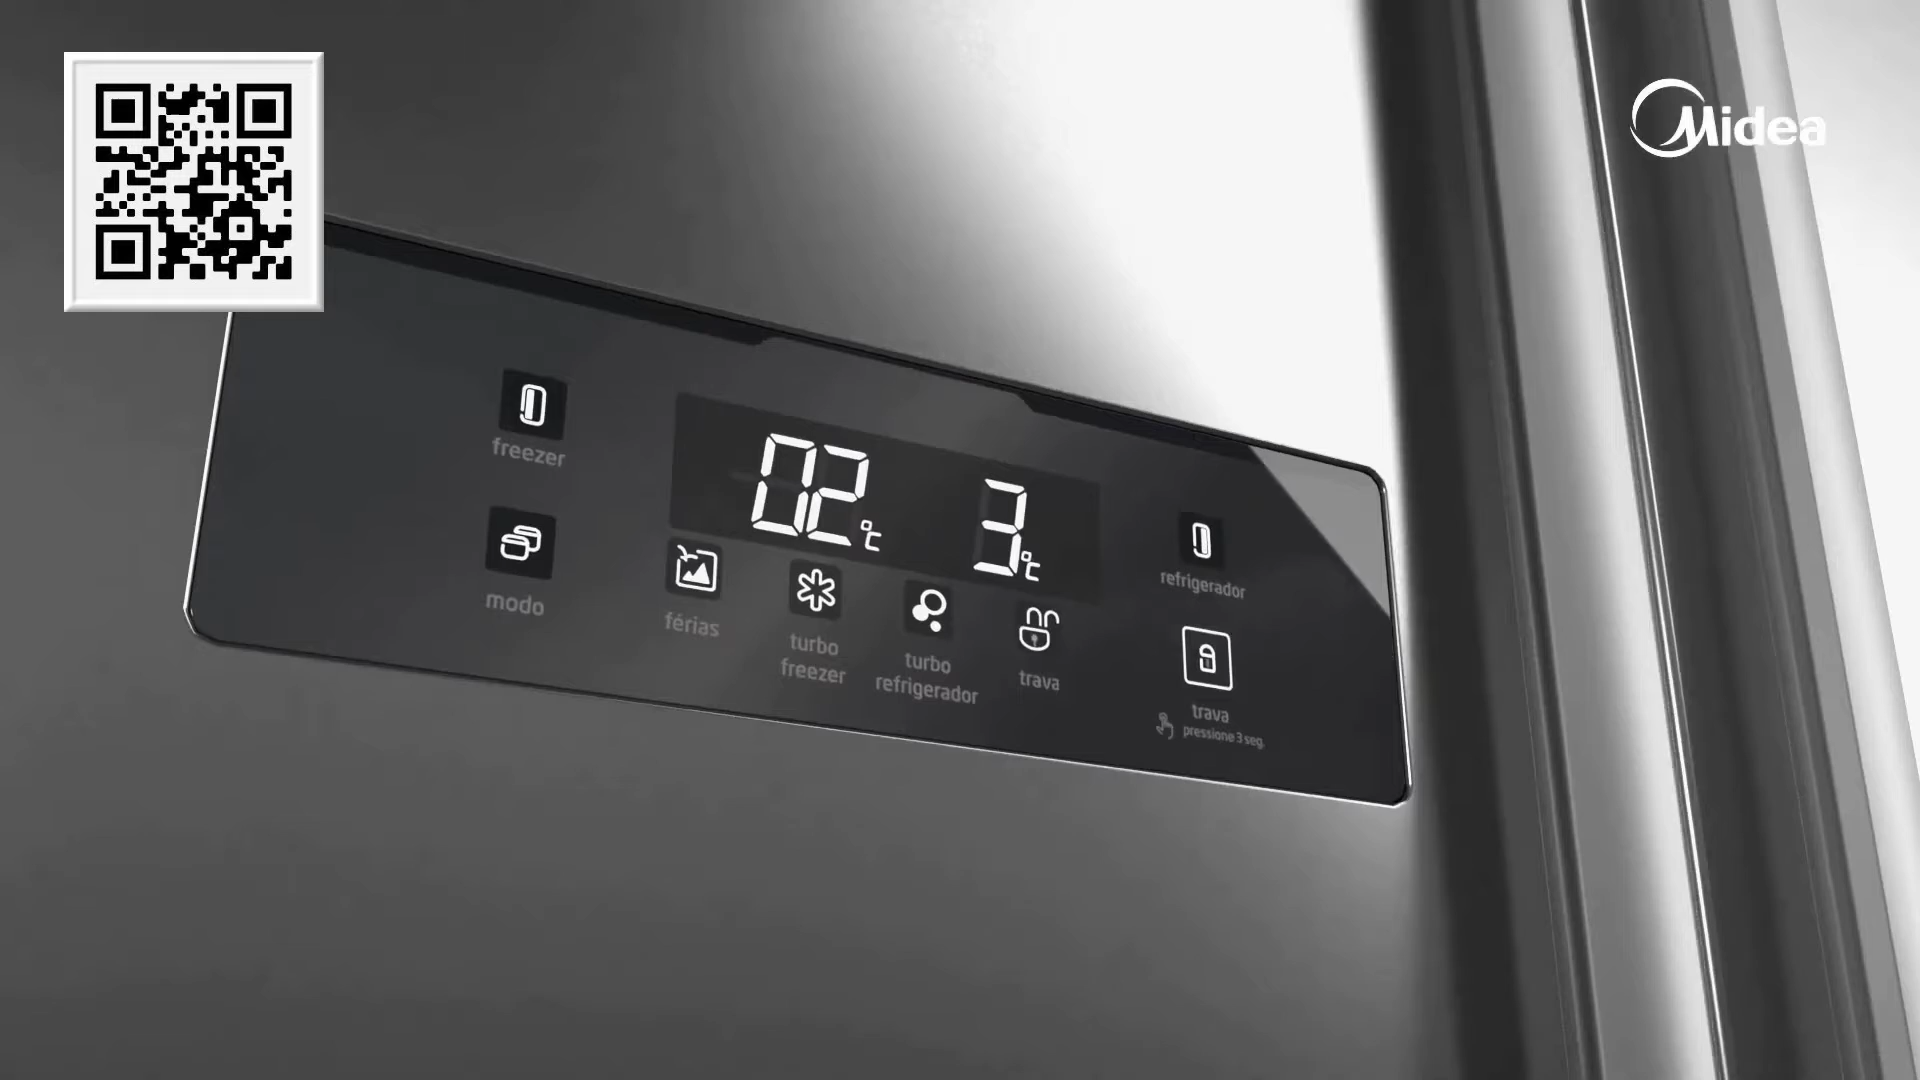 Midea
freezer
02°C
3°C
refrigerador
modo
férias
turbo
freezer
turbo
refrigerador
trava
trava
pressione 3 seg.